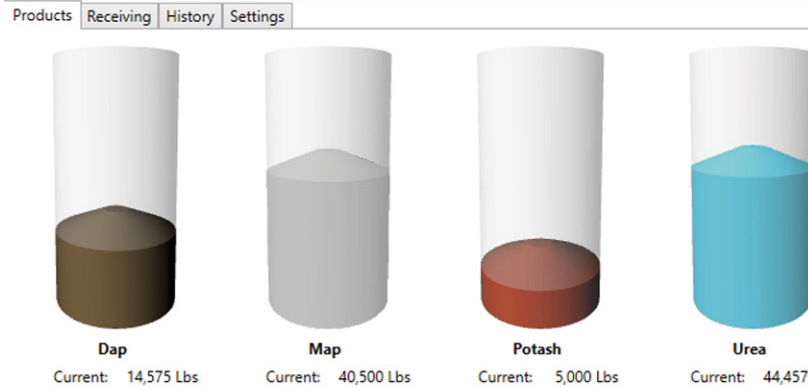 Products Receiving History Settings
Dap Map Potash Urea
Current: 14,575 Lbs Current: 40,500 Lbs Current: 5,000 Lbs Current: 44,457